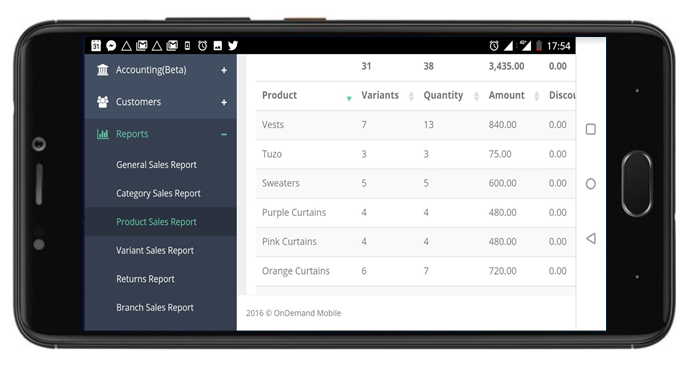 31 17:54
Accounting(Beta) +
Customers +
Reports −
General Sales Report
Category Sales Report
Product Sales Report
Variant Sales Report
Returns Report
Branch Sales Report
31 38 3,435.00 0.00
Product Variants Quantity Amount Discou
Vests 7 13 840.00 0.00
Tuzo 3 3 75.00 0.00
Sweaters 5 5 600.00 0.00
Purple Curtains 4 4 480.00 0.00
Pink Curtains 4 4 480.00 0.00
Orange Curtains 6 7 720.00 0.00
2016 © OnDemand Mobile